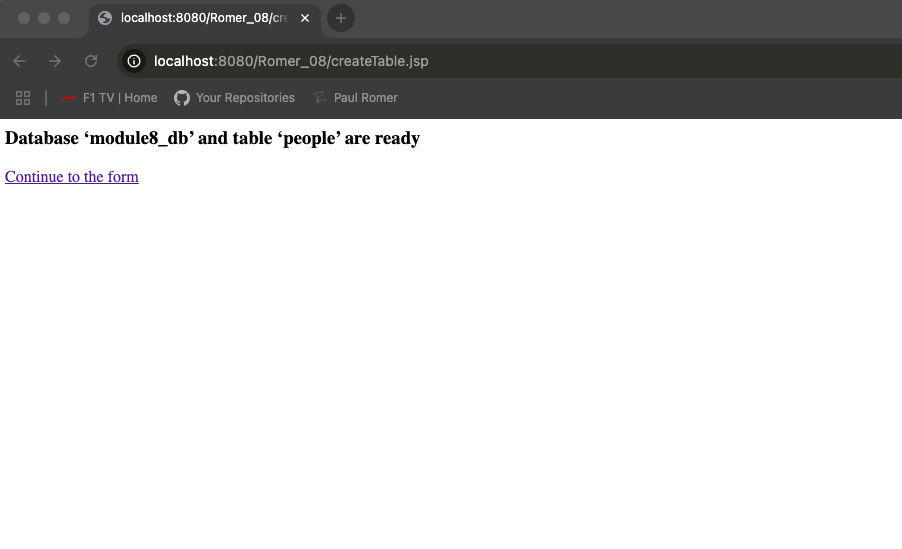 localhost:8080/Romer_08/cre
localhost:8080/Romer_08/createTable.jsp
F1 TV | Home Your Repositories Paul Romer
Database ‘module8_db’ and table ‘people’ are ready
Continue to the form